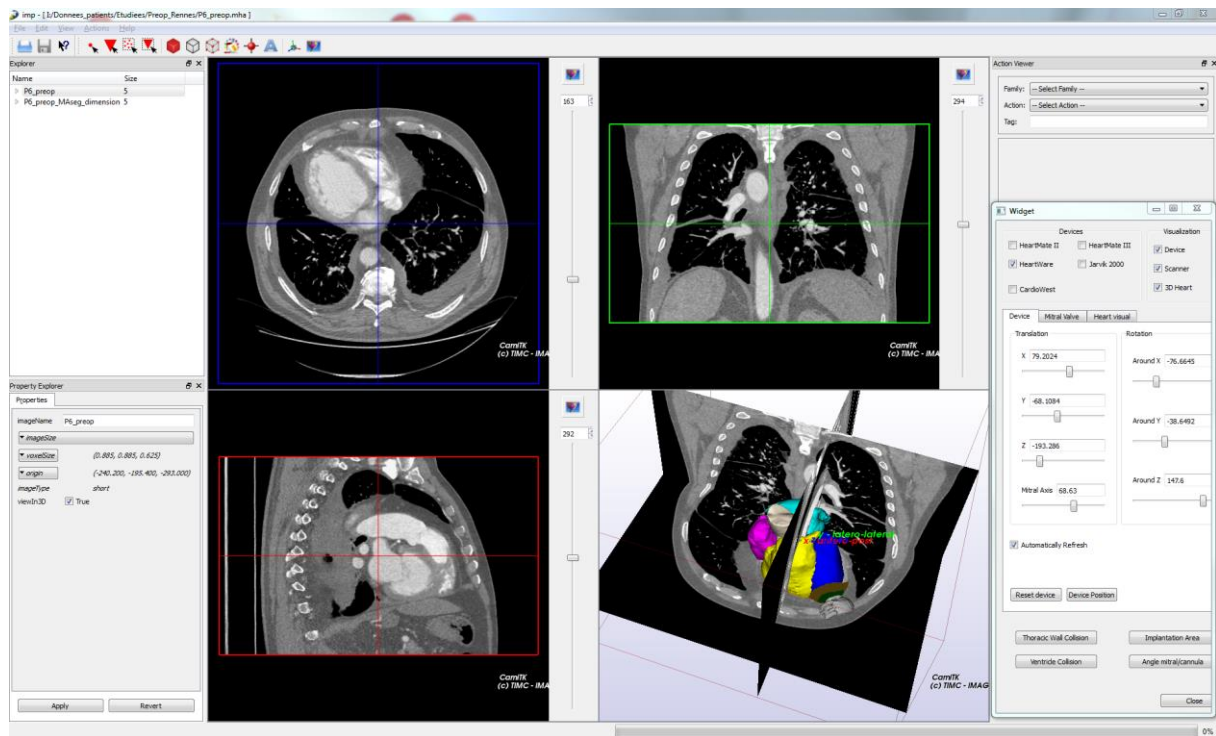 imp - [ I:/Donnees_patients/Etudiees/Preop_Rennes/P6_preop.mha]
File Edit View Actions Help
Explorer
Name Size
P6_preop 5
P6_preop_MAseg_dimension 5
163
CamiTK
(c) TIMC - IMA
294
CamiTK
(c) TIMC - IMA
Action Viewer
Family: -- Select Family --
Action: -- Select Action --
Tag:
Property Explorer
Properties
imageName P6_preop
imageSize
voxelSize (0.885, 0.885, 0.625)
origin (-240.200, -195.400, -293.000)
imageType short
viewIn3D True
Apply Revert
292
CamiTK
(c) TIMC - IMA
y - latero-lateral
CamiTK
(c) TIMC - IMAG
Widget
Devices
HeartMate II HeartMate III
HeartWare Jarvik 2000
CardioWest
Visualization
Device
Scanner
3D Heart
Device Mitral Valve Heart visual
Translation
X 79.2024
Y -68.1084
Z -193.286
Mitral Axis 68.63
Rotation
Around X -76.6645
Around Y -38.6492
Around Z 147.6
Automatically Refresh
Reset device Device Position
Thoracic Wall Collision Implantation Area
Ventricle Collision Angle mitral/cannula
Close
0%